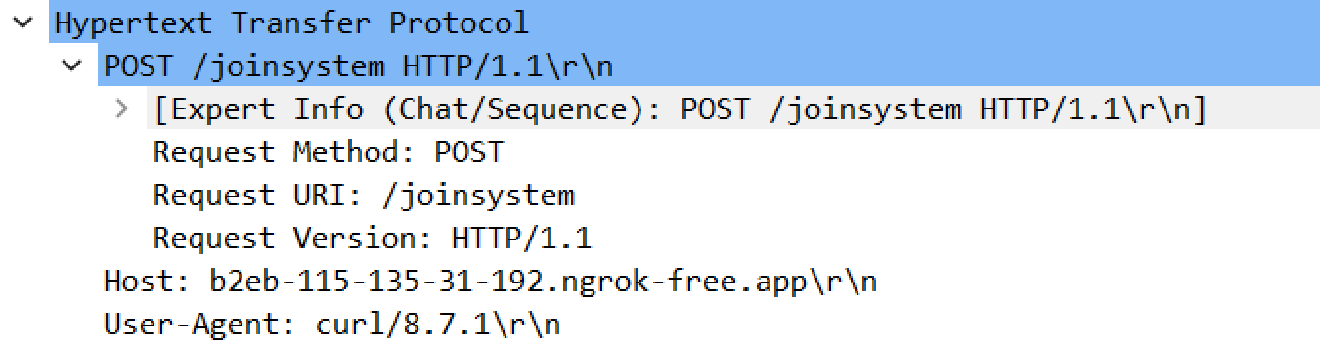 Hypertext Transfer Protocol
POST /joinsystem HTTP/1.1\r\n
[Expert Info (Chat/Sequence): POST /joinsystem HTTP/1.1\r\n]
Request Method: POST
Request URI: /joinsystem
Request Version: HTTP/1.1
Host: b2eb-115-135-31-192.ngrok-free.app\r\n
User-Agent: curl/8.7.1\r\n